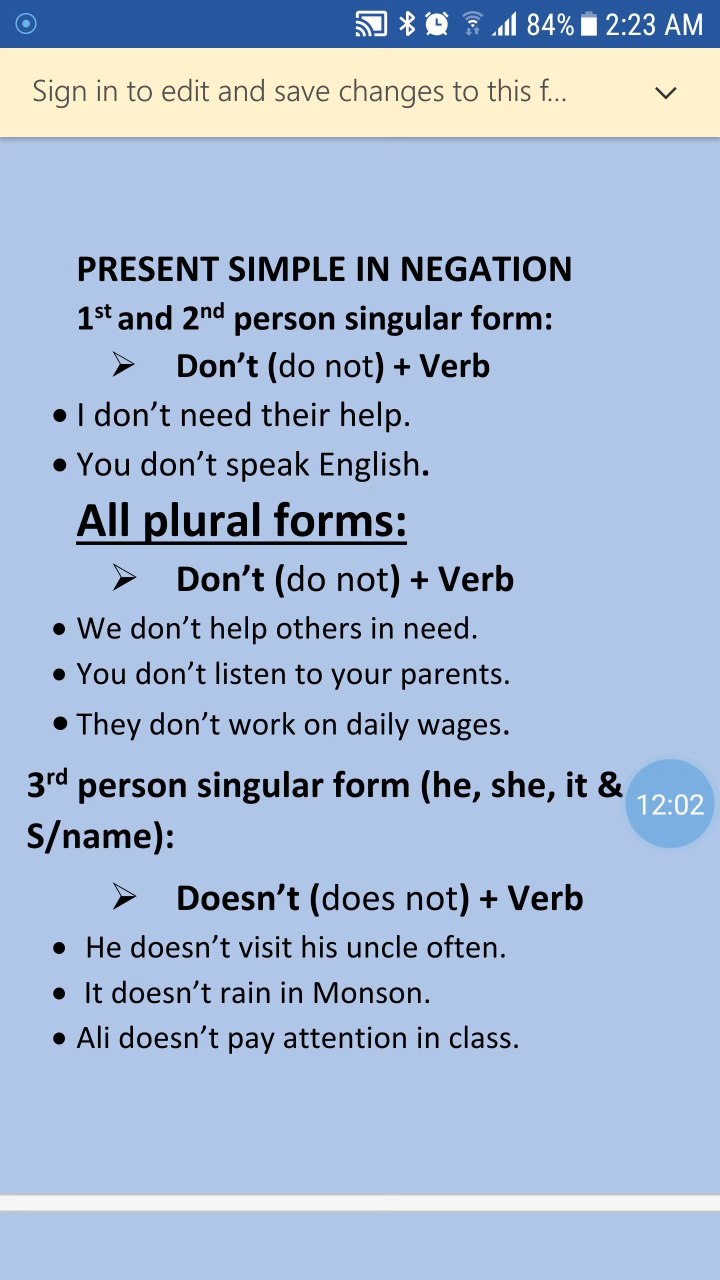 84% 2:23 AM
Sign in to edit and save changes to this f...
PRESENT SIMPLE IN NEGATION
1st and 2nd person singular form:
➢ Don’t (do not) + Verb
• I don’t need their help.
• You don’t speak English.
All plural forms:
➢ Don’t (do not) + Verb
• We don’t help others in need.
• You don’t listen to your parents.
• They don’t work on daily wages.
3rd person singular form (he, she, it &
12:02
S/name):
➢ Doesn’t (does not) + Verb
• He doesn’t visit his uncle often.
• It doesn’t rain in Monson.
• Ali doesn’t pay attention in class.